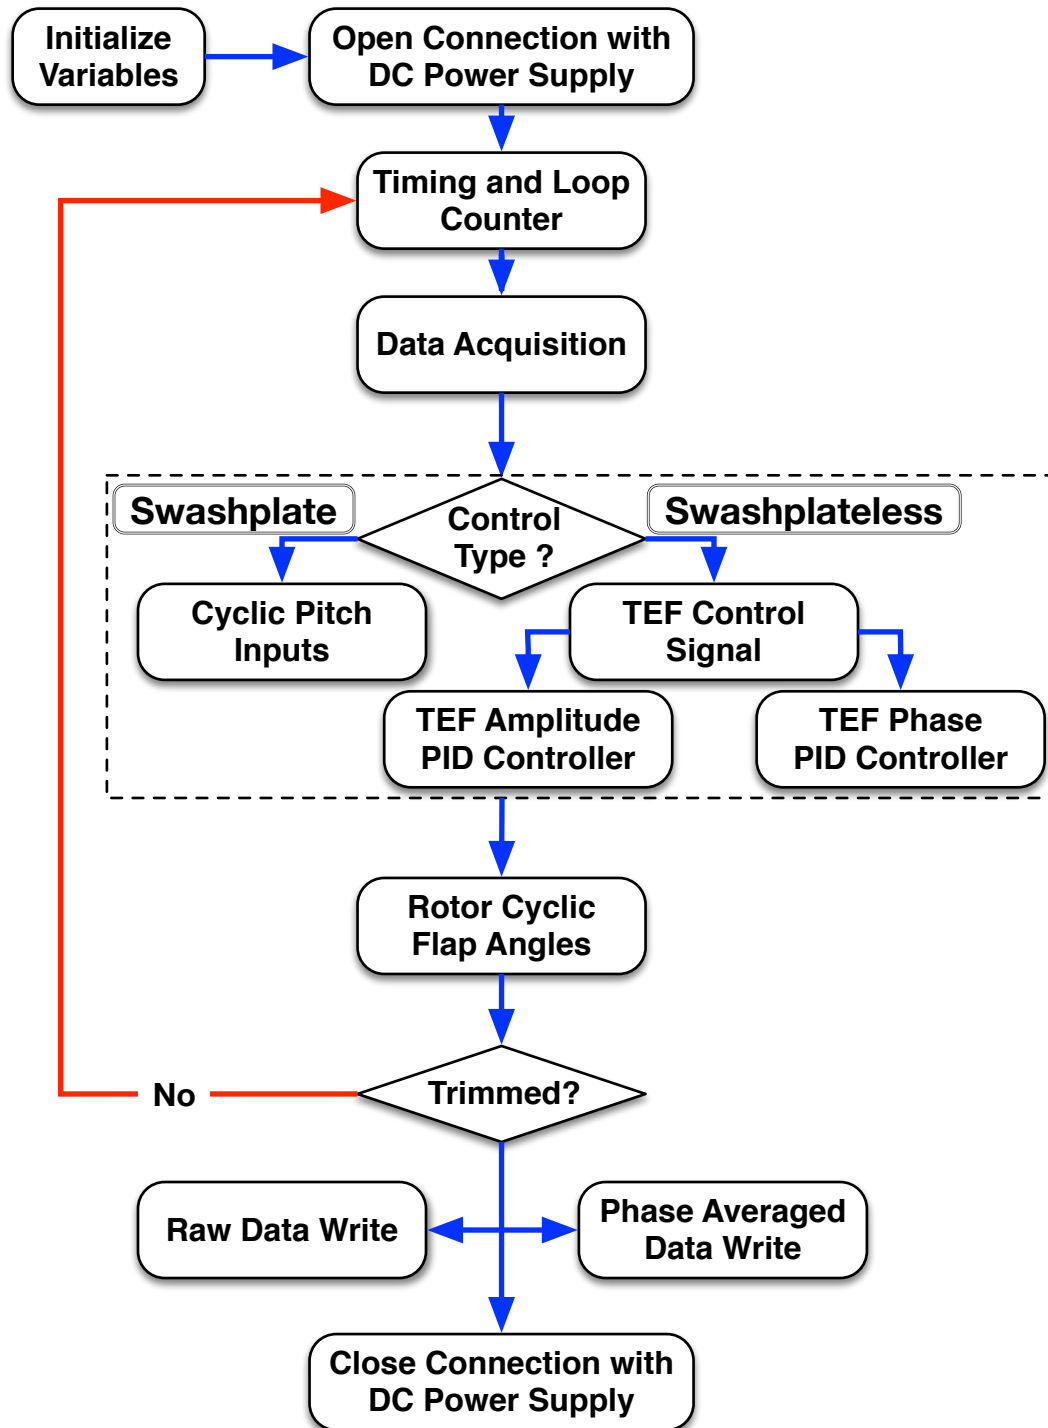 Initialize
Variables
Open Connection with
DC Power Supply
Timing and Loop
Counter
Data Acquisition
Swashplate
Control
Type ?
Swashplateless
Cyclic Pitch
Inputs
TEF Control
Signal
TEF Amplitude
PID Controller
TEF Phase
PID Controller
Rotor Cyclic
Flap Angles
Trimmed?
No
Raw Data Write
Phase Averaged
Data Write
Close Connection with
DC Power Supply